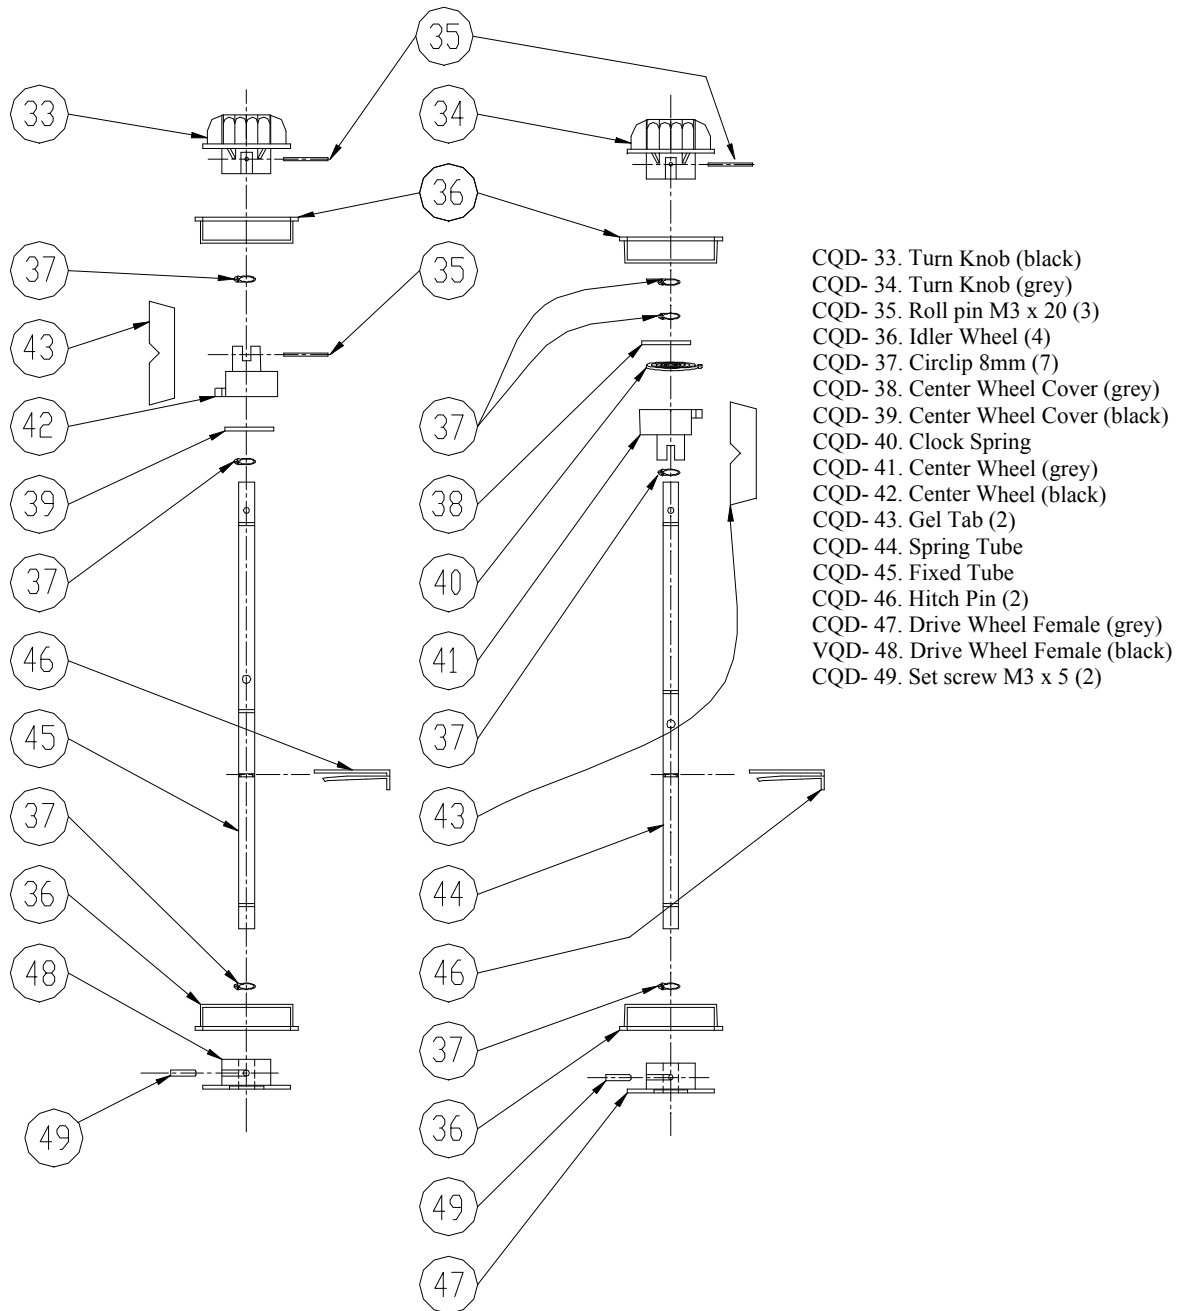 35
33
34
36
37
35
43
42
37
39
38
37
40
46
41
45
37
37
43
36
44
48
46
37
49
36
49
47
CQD- 33. Turn Knob (black)
CQD- 34. Turn Knob (grey)
CQD- 35. Roll pin M3 x 20 (3)
CQD- 36. Idler Wheel (4)
CQD- 37. Circlip 8mm (7)
CQD- 38. Center Wheel Cover (grey)
CQD- 39. Center Wheel Cover (black)
CQD- 40. Clock Spring
CQD- 41. Center Wheel (grey)
CQD- 42. Center Wheel (black)
CQD- 43. Gel Tab (2)
CQD- 44. Spring Tube
CQD- 45. Fixed Tube
CQD- 46. Hitch Pin (2)
CQD- 47. Drive Wheel Female (grey)
VQD- 48. Drive Wheel Female (black)
CQD- 49. Set screw M3 x 5 (2)